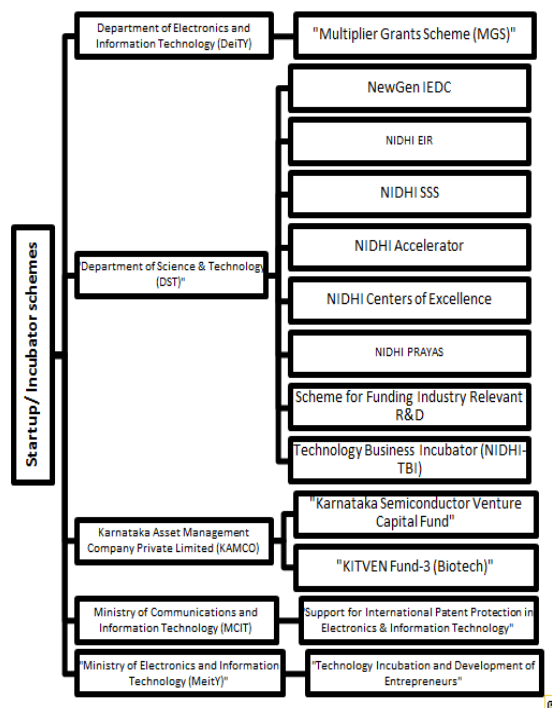 Startup/ Incubator schemes
Department of Electronics and
Information Technology (DeiTY)
"Multiplier Grants Scheme (MGS)"
"Department of Science & Technology
(DST)"
NewGen IEDC
NIDHI EIR
NIDHI SSS
NIDHI Accelerator
NIDHI Centers of Excellence
NIDHI PRAYAS
Scheme for Funding Industry Relevant
R&D
Technology Business Incubator (NIDHI-
TBI)
Karnataka Asset Management
Company Private Limited (KAMCO)
"Karnataka Semiconductor Venture
Capital Fund"
"KITVEN Fund-3 (Biotech)"
Ministry of Communications and
Information Technology (MCIT)
"Support for International Patent Protection in
Electronics & Information Technology"
"Ministry of Electronics and Information
Technology (MeitY)"
"Technology Incubation and Development of
Entrepreneurs"